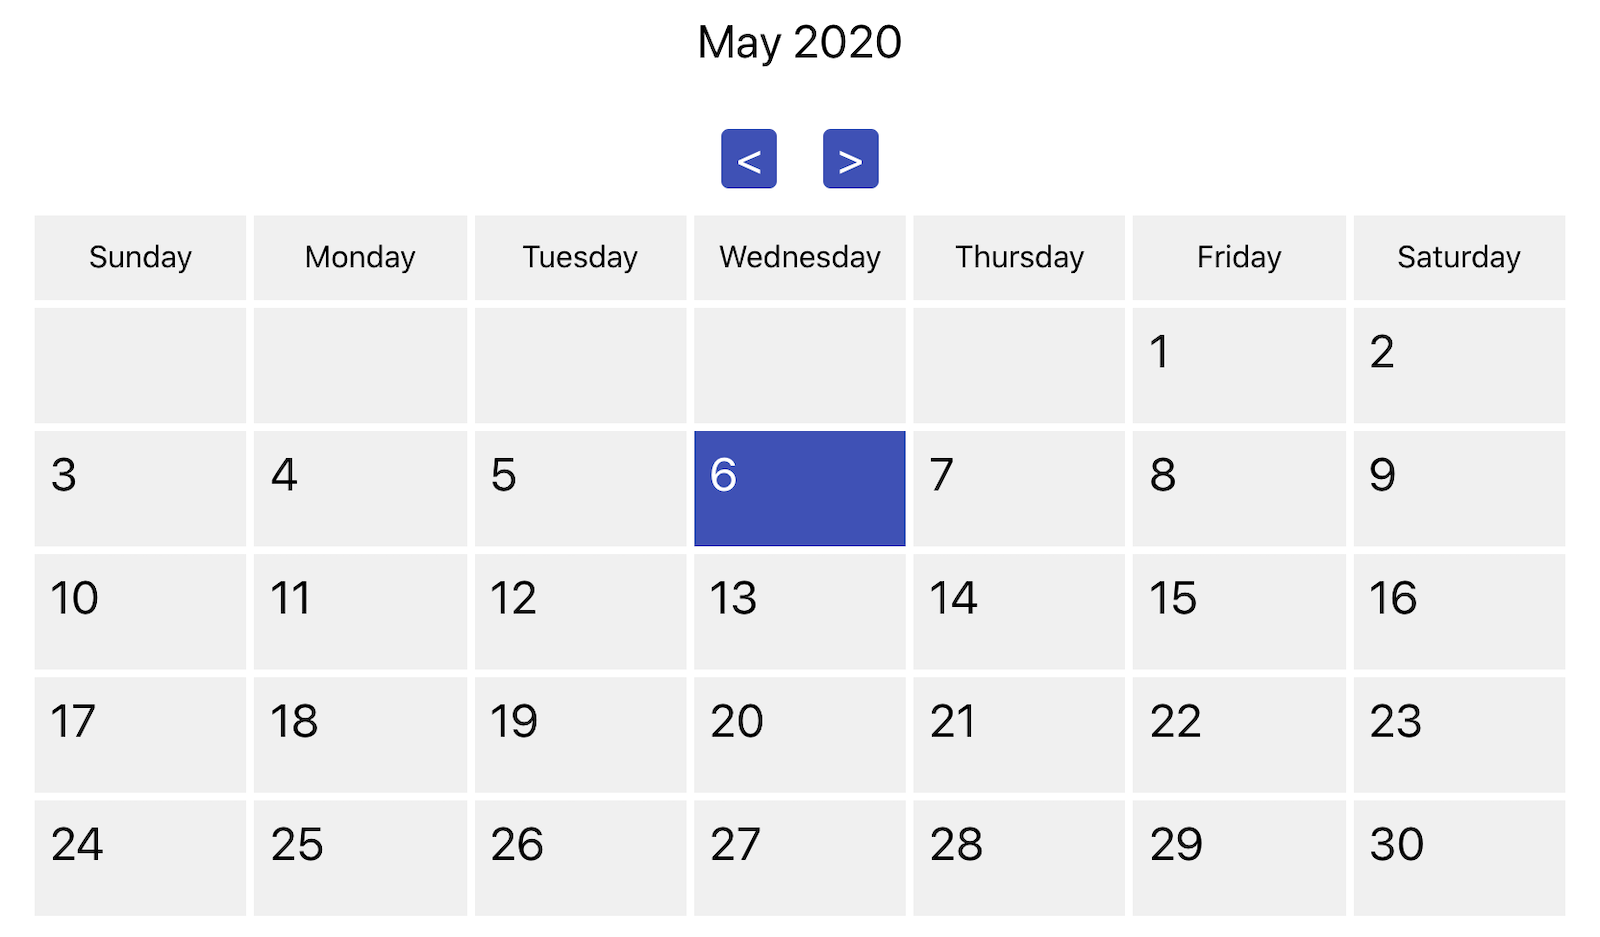 May 2020
< >
Sunday Monday Tuesday Wednesday Thursday Friday Saturday
1 2
3 4 5 6 7 8 9
10 11 12 13 14 15 16
17 18 19 20 21 22 23
24 25 26 27 28 29 30